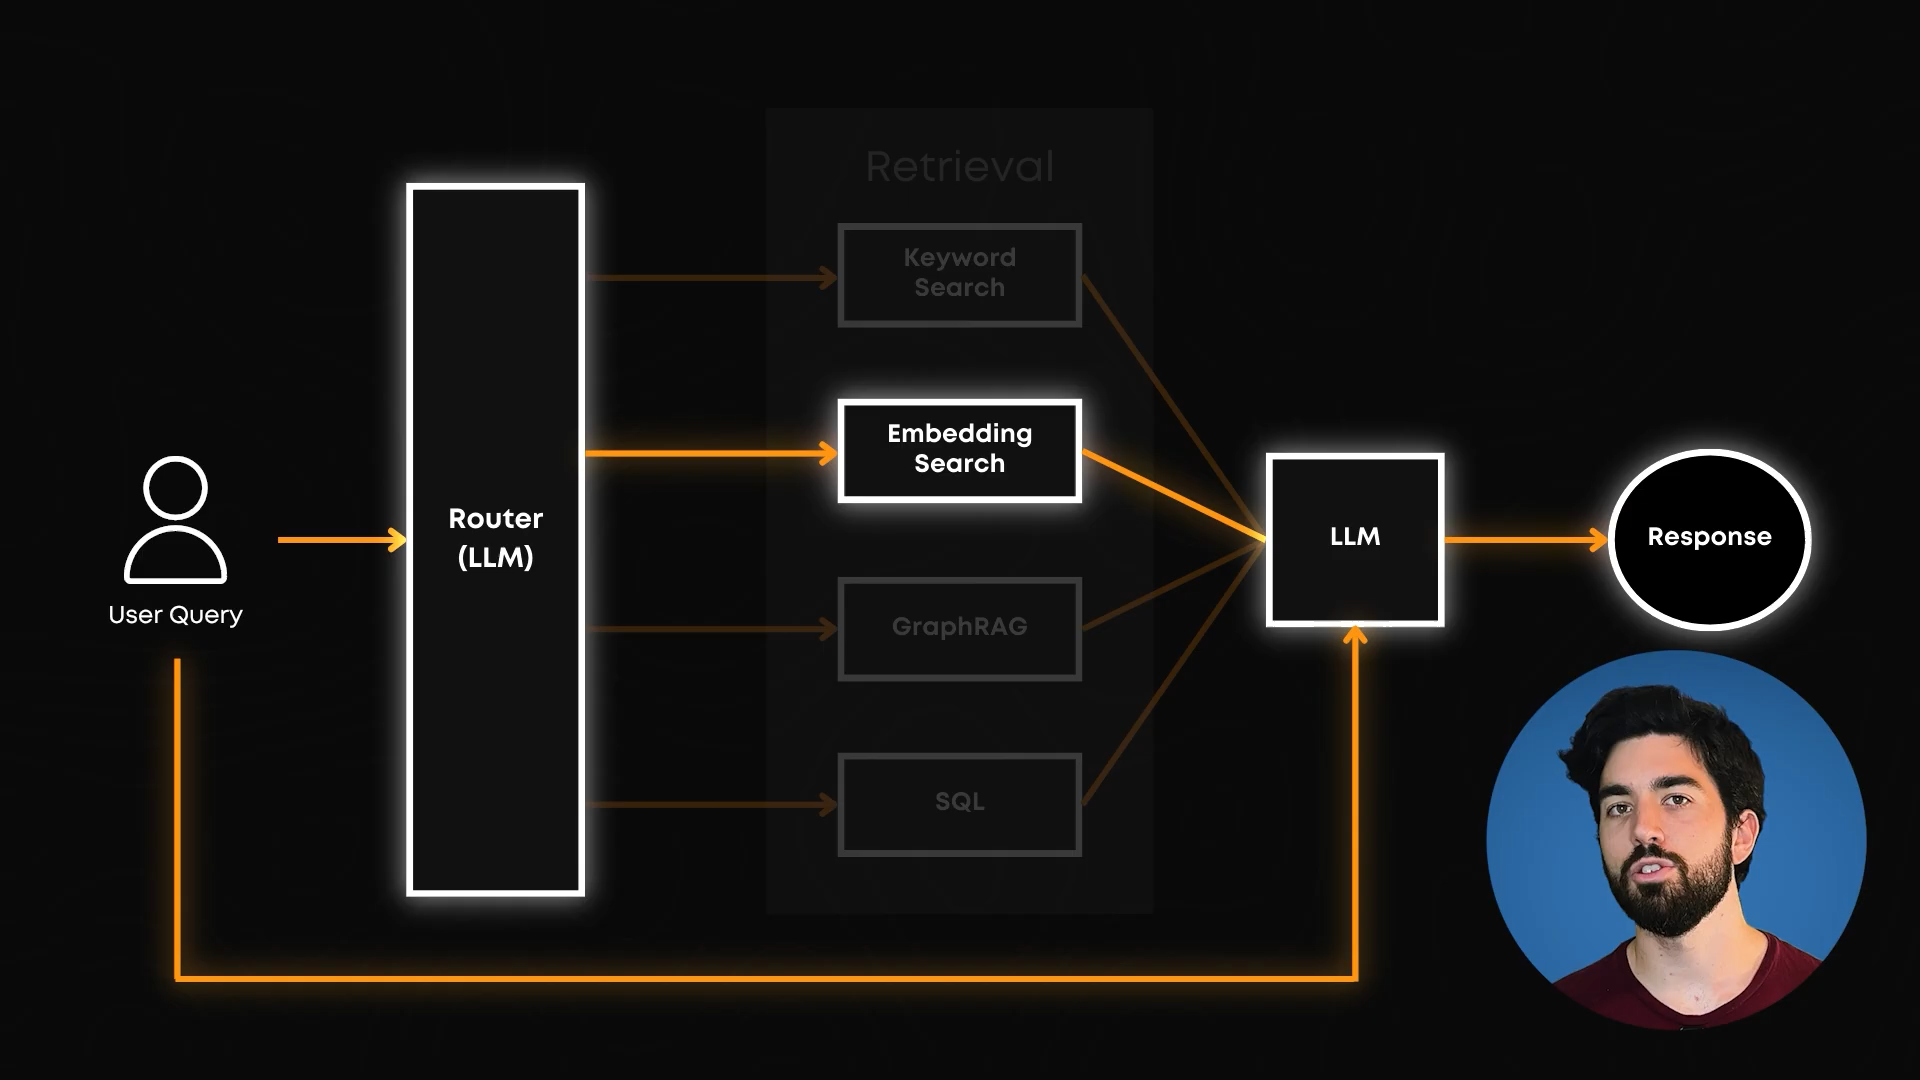 Retrieval
Keyword
Search
Embedding
Search
Router
(LLM)
LLM
Response
User Query
GraphRAG
SQL